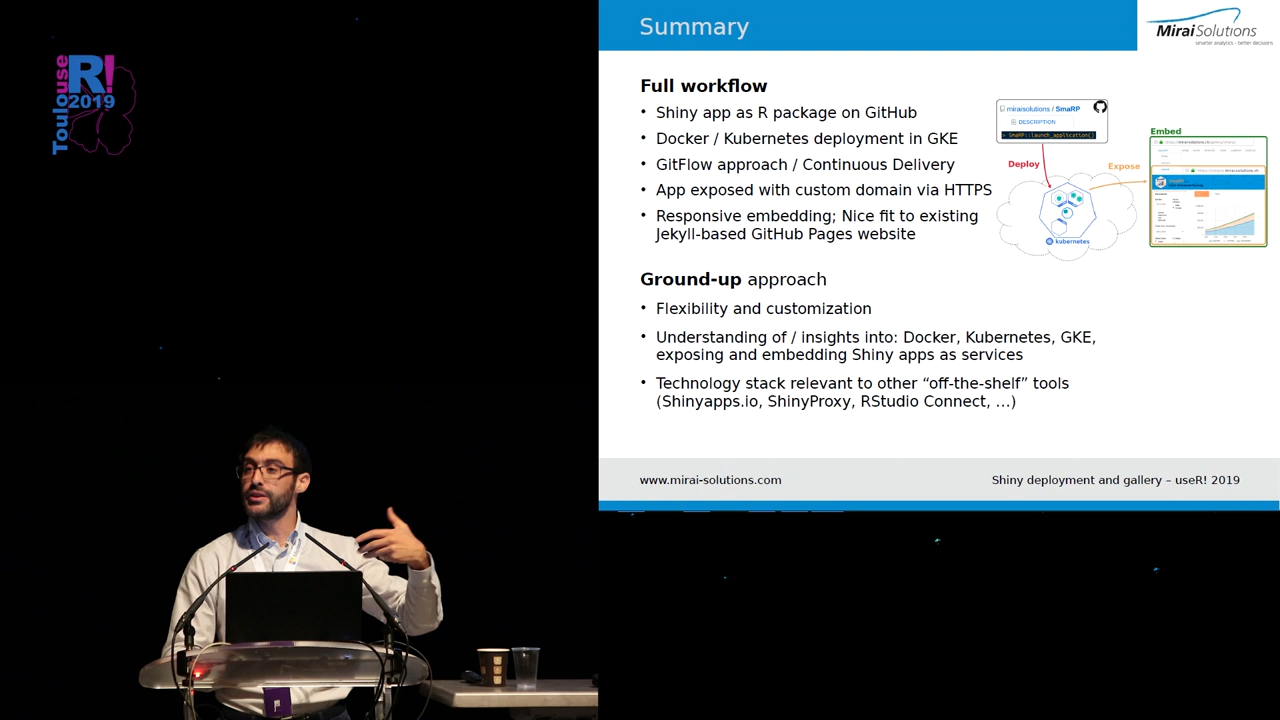 Toulouse
R!
2019
Summary
MiraiSolutions
smarter analytics - better decisions
Full workflow
• Shiny app as R package on GitHub
• Docker / Kubernetes deployment in GKE
• GitFlow approach / Continuous Delivery
• App exposed with custom domain via HTTPS
• Responsive embedding; Nice fit to existing
Jekyll-based GitHub Pages website
miraisolutions / SmaRP
DESCRIPTION
> SmaRP::launch_application()
Deploy
kubernetes
Expose
Embed
Ground-up approach
• Flexibility and customization
• Understanding of / insights into: Docker, Kubernetes, GKE,
exposing and embedding Shiny apps as services
• Technology stack relevant to other “off-the-shelf” tools
(Shinyapps.io, ShinyProxy, RStudio Connect, …)
www.mirai-solutions.com
Shiny deployment and gallery – useR! 2019